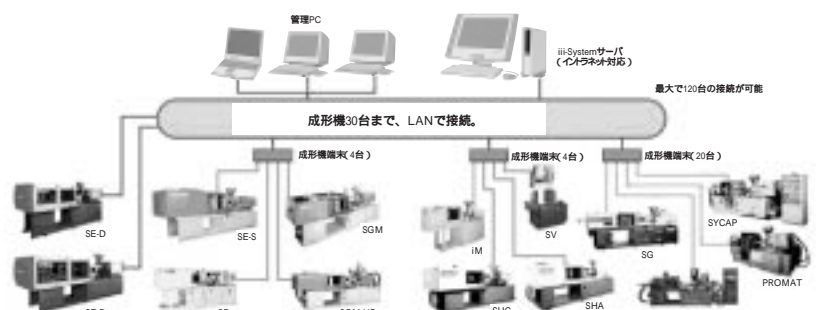 管理PC
iii-Systemサーバ
(イントラネット対応)
最大で120台の接続が可能
成形機30台まで、LANで接続。
成形機端末(4台)
成形機端末(4台)
成形機端末(20台)
SE-D
SE-S
SGM
iM
SV
SG
SYCAP
PROMAT
SHA